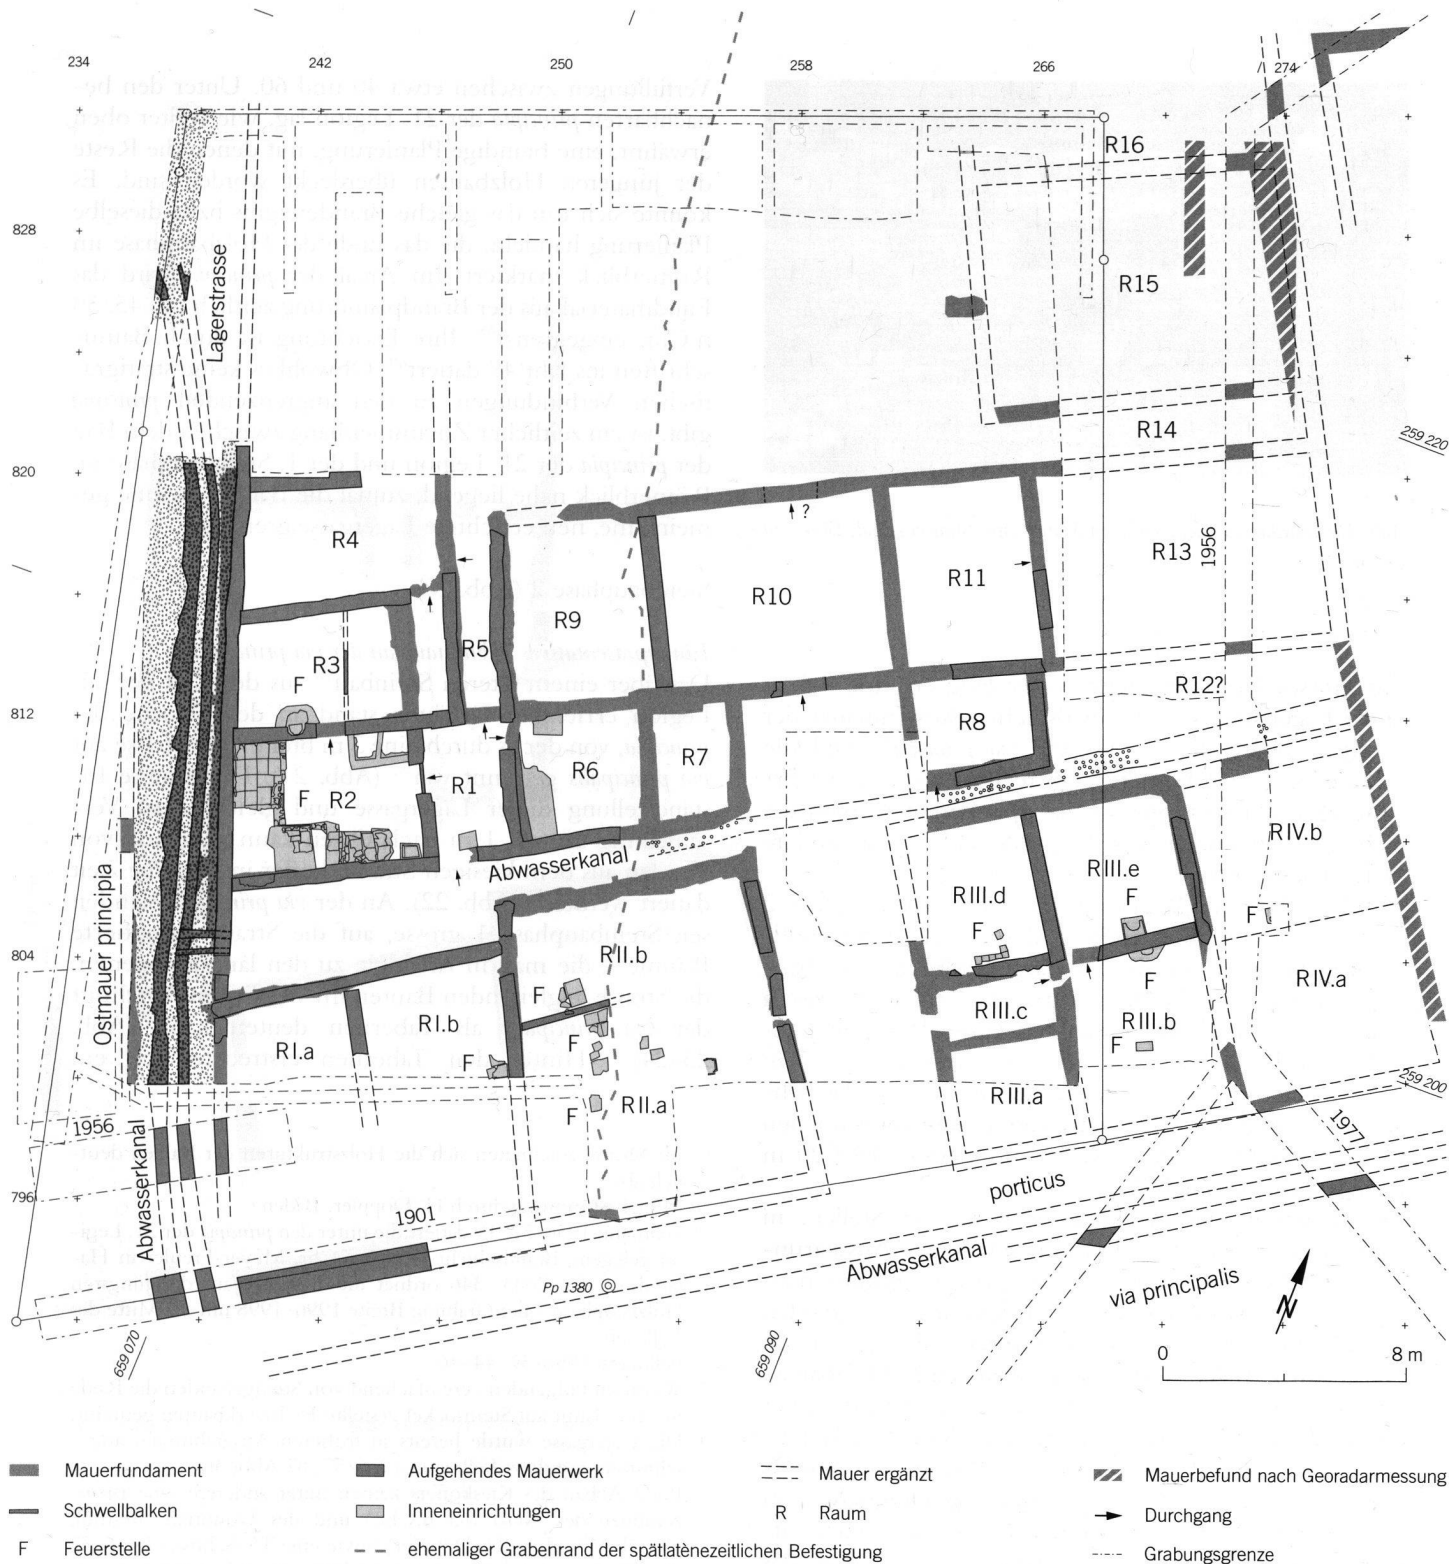 234 242 250 258 266 274
R16
828
Lagerstrasse
R15
R14
259 220
820
R4
?
R13
1956
R11
R10
R9
R5
R3
F
R12?
812
R8
R7
R6
R1
F R2
RIV.b
Abwasserkanal
RIII.e
F
RIII.d
F
F
Ostmauer principia
804
RII.b
F
F
RIV.a
RIII.c
RI.b
RI.a
F
RIII.b
F
F
RII.a
F
RIII.a
259 200
1956
1977
Abwasserkanal
796
porticus
1901
Abwasserkanal
Pp 1380
via principalis
N
659 070
659 090
0 8 m
Mauerfundament
Aufgehendes Mauerwerk
Mauer ergänzt
Mauerbefund nach Georadarmessung
Schwellbalken
Inneneinrichtungen
R Raum
Durchgang
F Feuerstelle
ehemaliger Grabenrand der spätlatènezeitlichen Befestigung
Grabungsgrenze